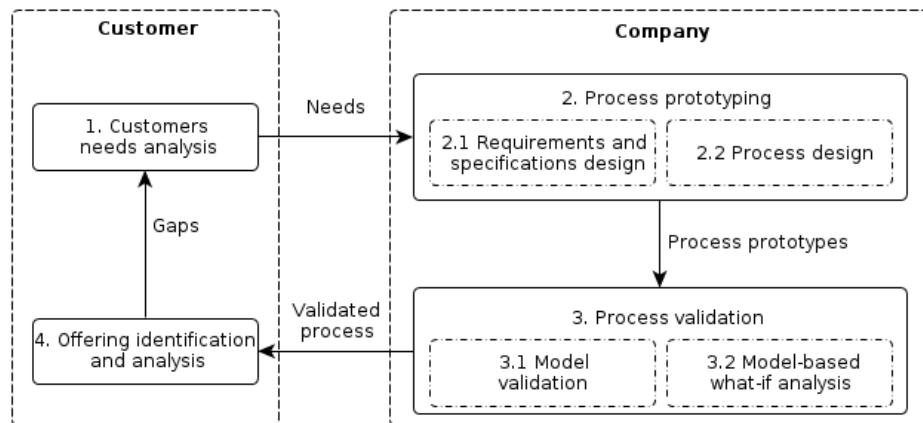 Customer
Company
1. Customers
needs analysis
Needs
2. Process prototyping
2.1 Requirements and
specifications design
2.2 Process design
Gaps
Process prototypes
4. Offering identification
and analysis
Validated
process
3. Process validation
3.1 Model
validation
3.2 Model-based
what-if analysis